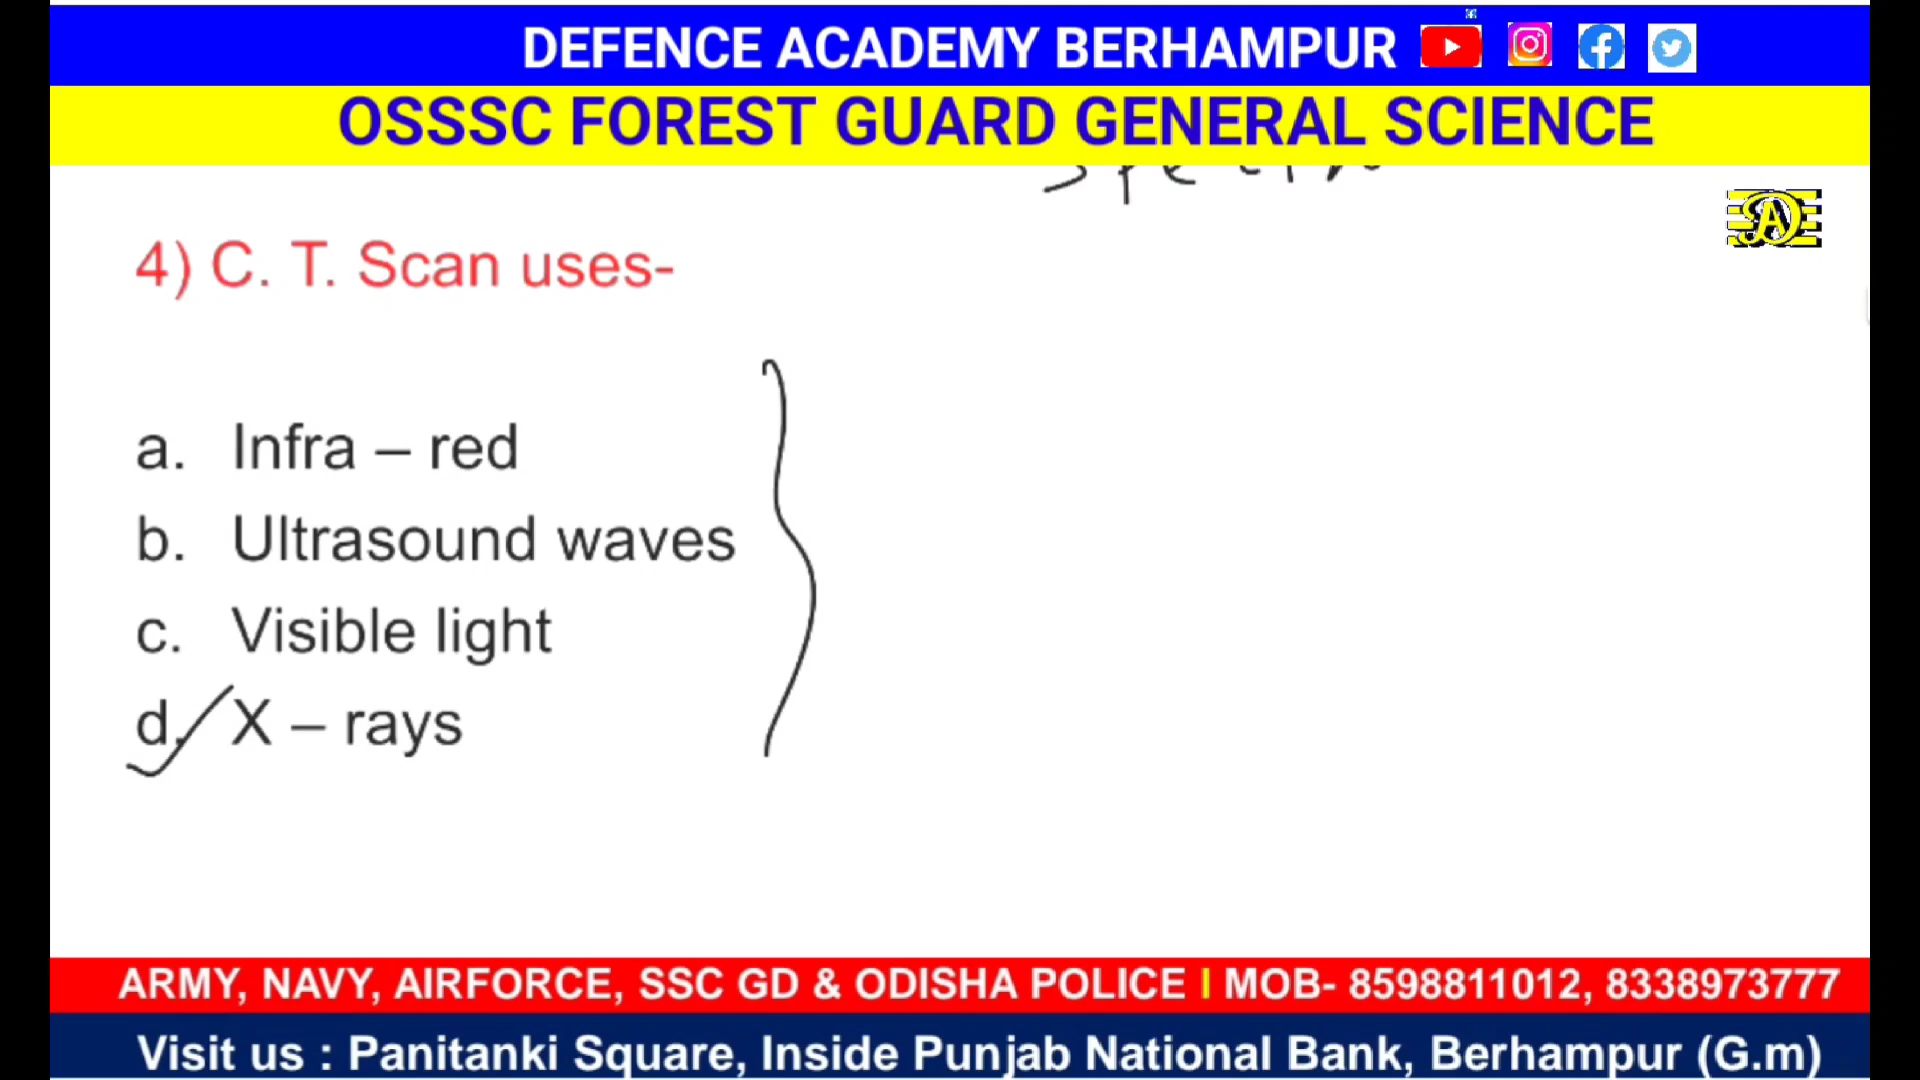 DEFENCE ACADEMY BERHAMPUR
OSSSC FOREST GUARD GENERAL SCIENCE
4) C. T. Scan uses-
a. Infra – red
b. Ultrasound waves
c. Visible light
d. X – rays
ARMY, NAVY, AIRFORCE, SSC GD & ODISHA POLICE I MOB- 8598811012, 8338973777
Visit us : Panitanki Square, Inside Punjab National Bank, Berhampur (G.m)